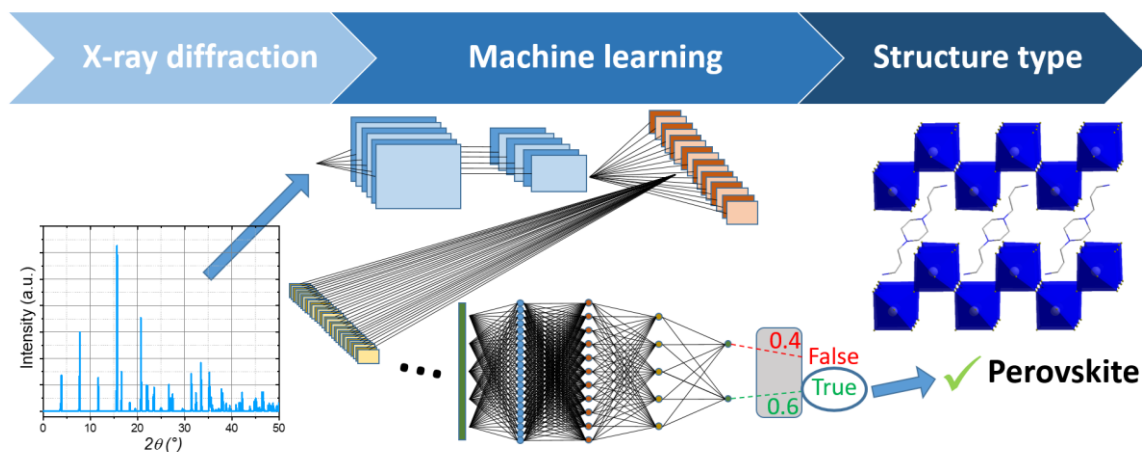 X-ray diffraction
Machine learning
Structure type
Intensity (a.u.)
0 10 20 30 40 50
2θ (°)
0.4
False
True
0.6
Perovskite